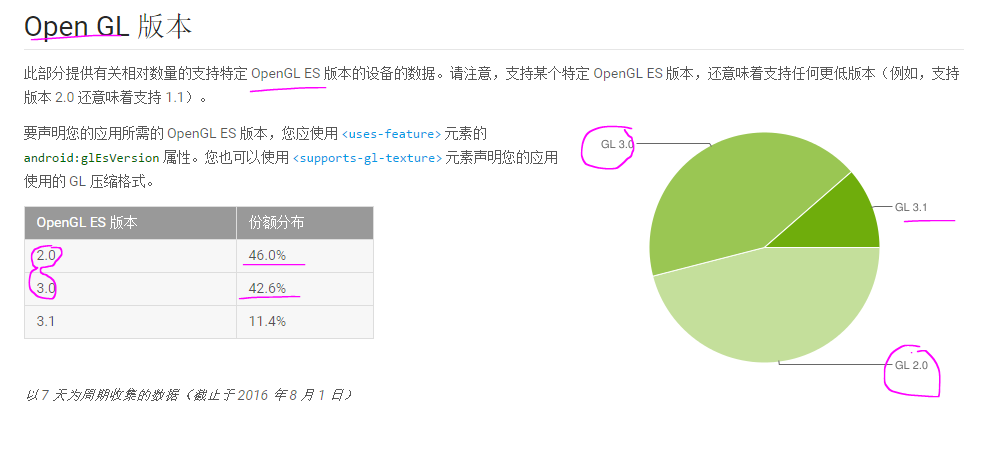 Open GL 版本
此部分提供有关相对数量的支持特定 OpenGL ES 版本的设备的数据。请注意，支持某个特定 OpenGL ES 版本，还意味着支持任何更低版本（例如，支持
版本 2.0 还意味着支持 1.1）。
要声明您的应用所需的 OpenGL ES 版本，您应使用 <uses-feature> 元素的
android:glEsVersion 属性。您也可以使用 <supports-gl-texture> 元素声明您的应用
使用的 GL 压缩格式。
OpenGL ES 版本 份额分布
2.0 46.0%
3.0 42.6%
3.1 11.4%
GL 3.0
GL 3.1
GL 2.0
以 7 天为周期收集的数据（截止于 2016 年 8 月 1 日）